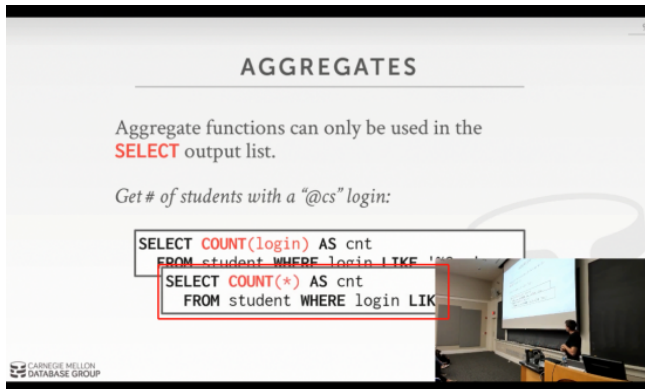 AGGREGATES
Aggregate functions can only be used in the
SELECT output list.
Get # of students with a “@cs” login:
SELECT COUNT(login) AS cnt
FROM student WHERE login LIKE
SELECT COUNT(*) AS cnt
FROM student WHERE login LIK
CARNEGIE MELLON
DATABASE GROUP